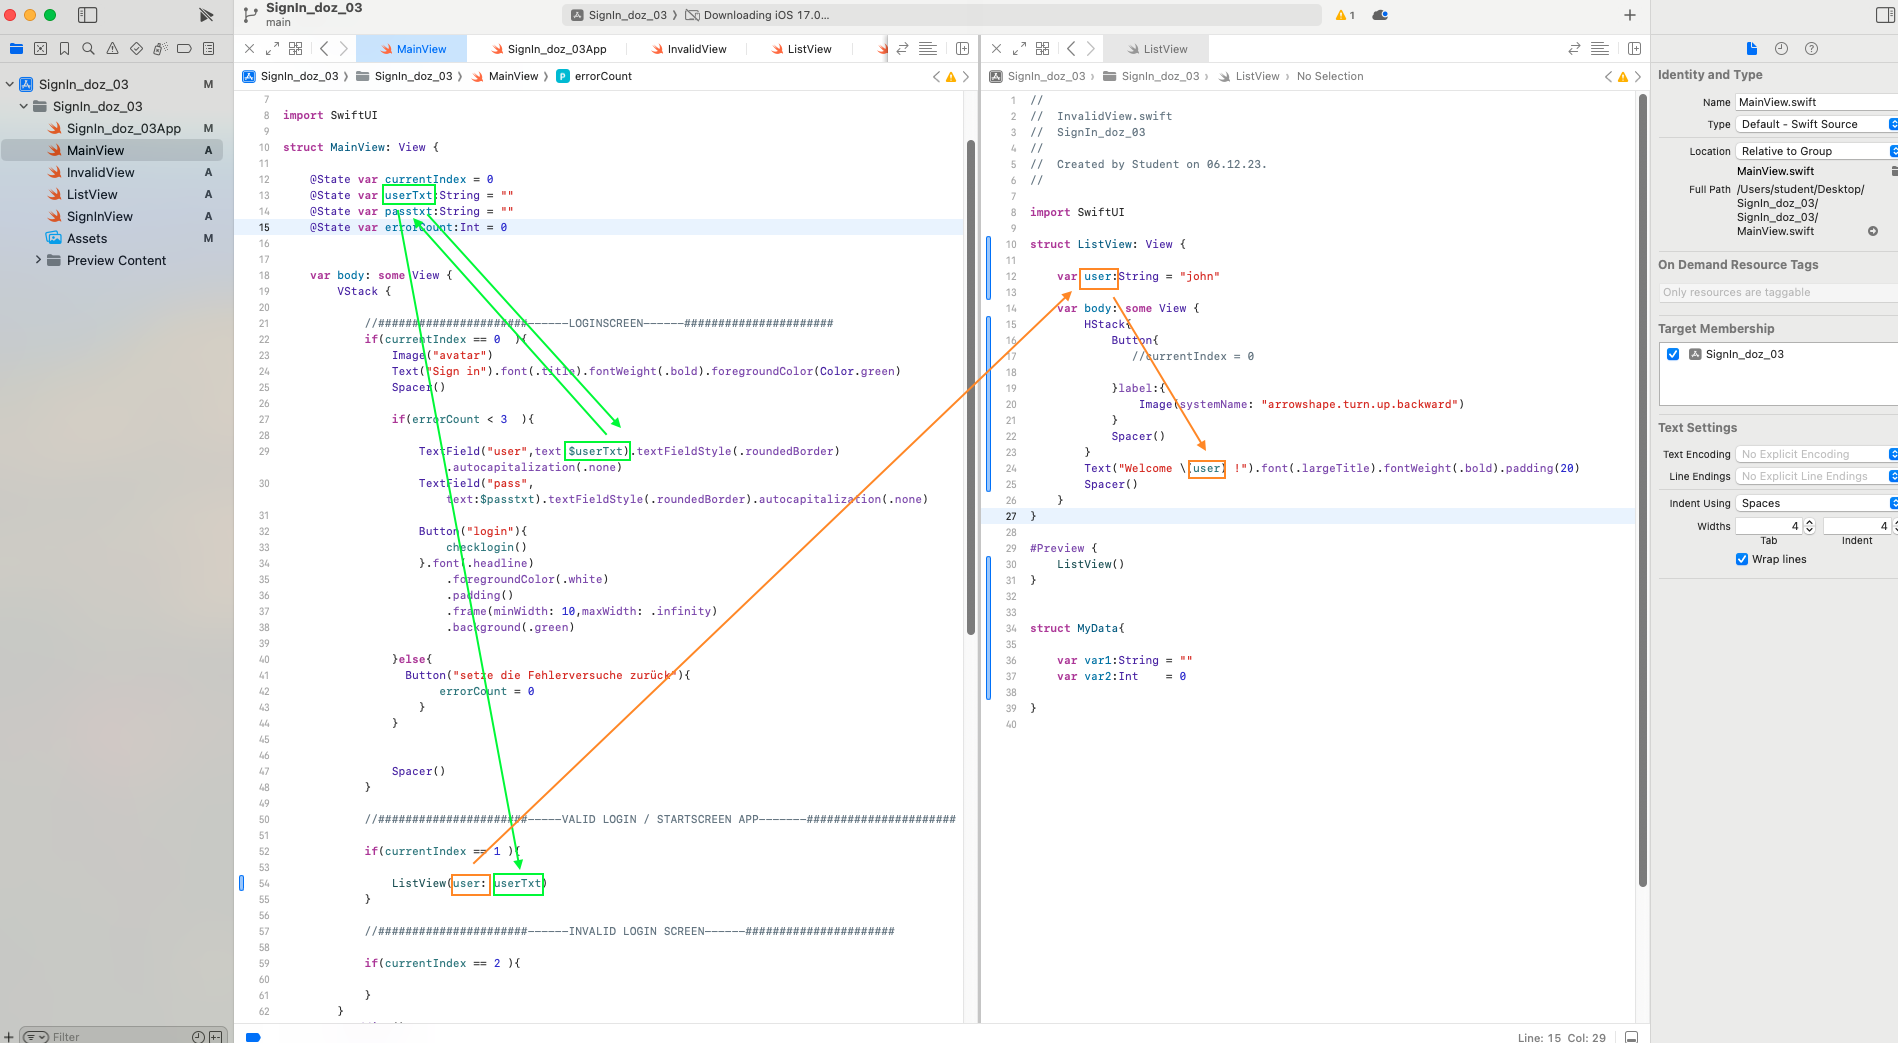 SignIn_doz_03
main
SignIn_doz_03 〉 Downloading iOS 17.0...
1
MainView
SignIn_doz_03App
InvalidView
ListView
ListView
SignIn_doz_03 〉 SignIn_doz_03 〉 MainView 〉 P errorCount
SignIn_doz_03 〉 SignIn_doz_03 〉 ListView 〉 No Selection
SignIn_doz_03 M
SignIn_doz_03
SignIn_doz_03App M
MainView A
InvalidView A
ListView A
SignInView A
Assets M
Preview Content
Filter
7
8 import SwiftUI
9
10 struct MainView: View {
11
12 @State var currentIndex = 0
13 @State var userTxt:String = ""
14 @State var passtxt:String = ""
15 @State var errorCount:Int = 0
16
17
18 var body: some View {
19 VStack {
20
21 //######################------LOGINSCREEN------######################
22 if(currentIndex == 0 ){
23 Image("avatar")
24 Text("Sign in").font(.title).fontWeight(.bold).foregroundColor(Color.green)
25 Spacer()
26
27 if(errorCount < 3 ){
28
29 TextField("user",text:$userTxt).textFieldStyle(.roundedBorder)
.autocapitalization(.none)
30 TextField("pass",
text:$passtxt).textFieldStyle(.roundedBorder).autocapitalization(.none)
31
32 Button("login"){
33 checklogin()
34 }.font(.headline)
35 .foregroundColor(.white)
36 .padding()
37 .frame(minWidth: 10,maxWidth: .infinity)
38 .background(.green)
39
40 }else{
41 Button("setze die Fehlerversuche zurück"){
42 errorCount = 0
43 }
44 }
45
46
47 Spacer()
48 }
49
50 //######################-----VALID LOGIN / STARTSCREEN APP-------######################
51
52 if(currentIndex == 1 ){
53
54 ListView(user: userTxt)
55 }
56
57 //######################------INVALID LOGIN SCREEN------######################
58
59 if(currentIndex == 2 ){
60
61 }
62 }
1 //
2 // InvalidView.swift
3 // SignIn_doz_03
4 //
5 // Created by Student on 06.12.23.
6 //
7
8 import SwiftUI
9
10 struct ListView: View {
11
12 var user:String = "john"
13
14 var body: some View {
15 HStack{
16 Button{
17 //currentIndex = 0
18
19 }label:{
20 Image(systemName: "arrowshape.turn.up.backward")
21 }
22 Spacer()
23 }
24 Text("Welcome \(user) !").font(.largeTitle).fontWeight(.bold).padding(20)
25 Spacer()
26 }
27 }
28
29 #Preview {
30 ListView()
31 }
32
33
34 struct MyData{
35
36 var var1:String = ""
37 var var2:Int = 0
38
39 }
40
Line: 15 Col: 29
Identity and Type
Name MainView.swift
Type Default - Swift Source
Location Relative to Group
MainView.swift
Full Path /Users/student/Desktop/
SignIn_doz_03/
SignIn_doz_03/
MainView.swift
On Demand Resource Tags
Only resources are taggable
Target Membership
SignIn_doz_03
Text Settings
Text Encoding No Explicit Encoding
Line Endings No Explicit Line Endings
Indent Using Spaces
Widths 4 4
Tab Indent
Wrap lines